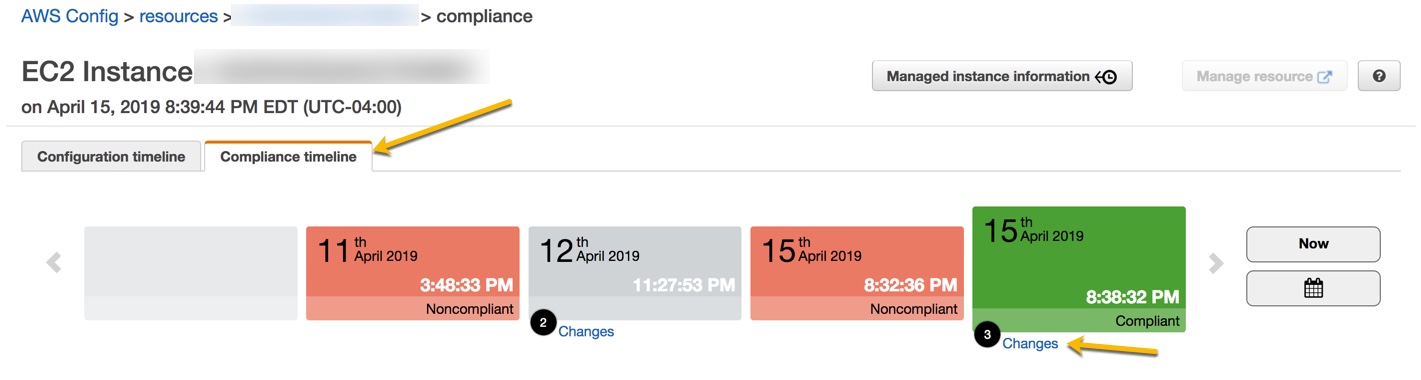 AWS Config > resources > > compliance
EC2 Instance
Managed instance information
Manage resource
?
on April 15, 2019 8:39:44 PM EDT (UTC-04:00)
Configuration timeline
Compliance timeline
11th April 2019
3:48:33 PM
Noncompliant
12th April 2019
11:27:53 PM
2 Changes
15th April 2019
8:32:36 PM
Noncompliant
15th April 2019
8:38:32 PM
Compliant
3 Changes
Now